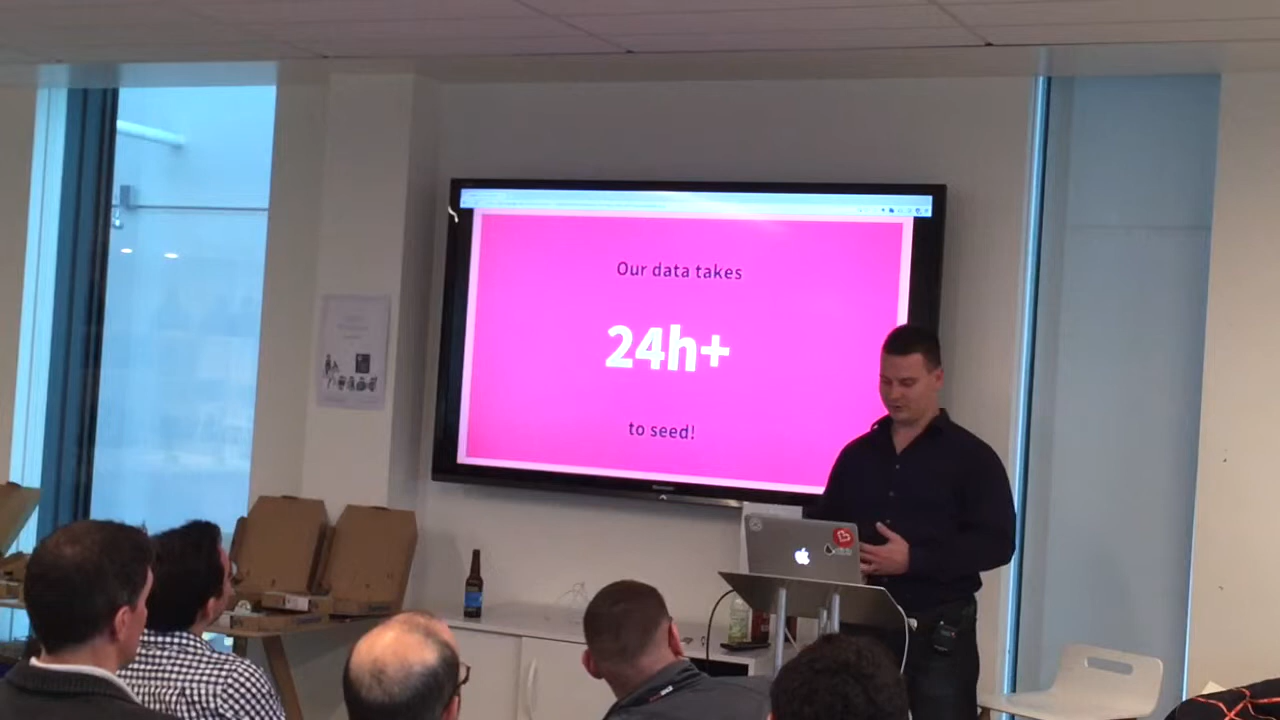 Our data takes
24h+
to seed!